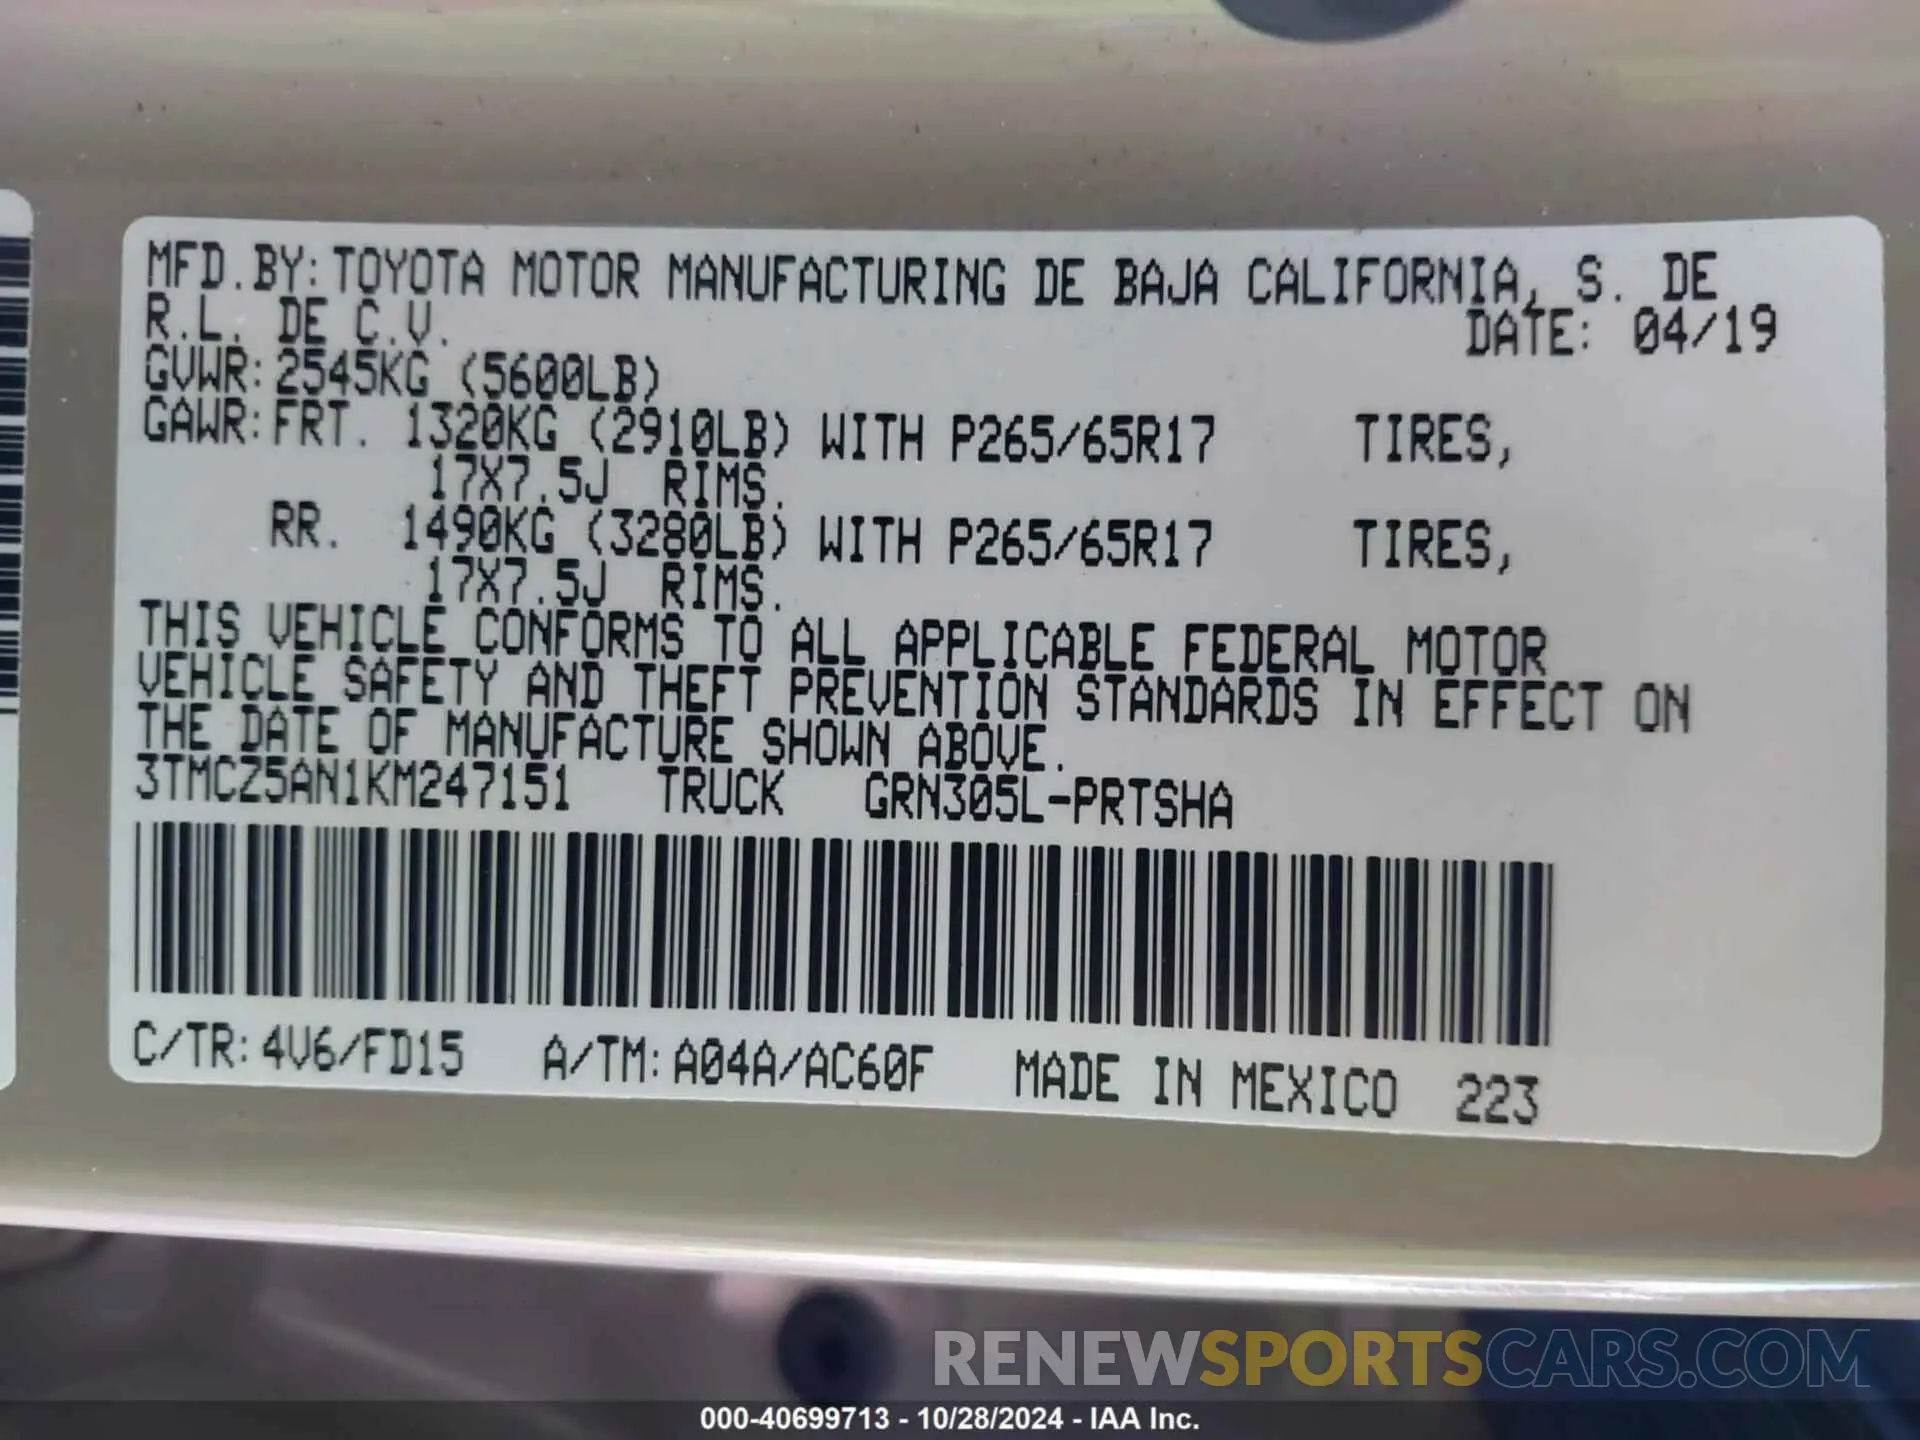 MFD.BY:TOYOTA MOTOR MANUFACTURING DE BAJA CALIFORNIA, S. DE
R.L. DE C.V. DATE: 04/19
GVWR:2545KG (5600LB)
GAWR:FRT. 1320KG (2910LB) WITH P265/65R17 TIRES,
17X7.5J RIMS.
RR. 1490KG (3280LB) WITH P265/65R17 TIRES,
17X7.5J RIMS.
THIS VEHICLE CONFORMS TO ALL APPLICABLE FEDERAL MOTOR
VEHICLE SAFETY AND THEFT PREVENTION STANDARDS IN EFFECT ON
THE DATE OF MANUFACTURE SHOWN ABOVE.
3TMCZ5AN1KM247151 TRUCK GRN305L-PRTSHA
C/TR:4V6/FD15 A/TM:A04A/AC60F MADE IN MEXICO 223
RENEWSPORTSCARS.COM
000-40699713 - 10/28/2024 - IAA Inc.